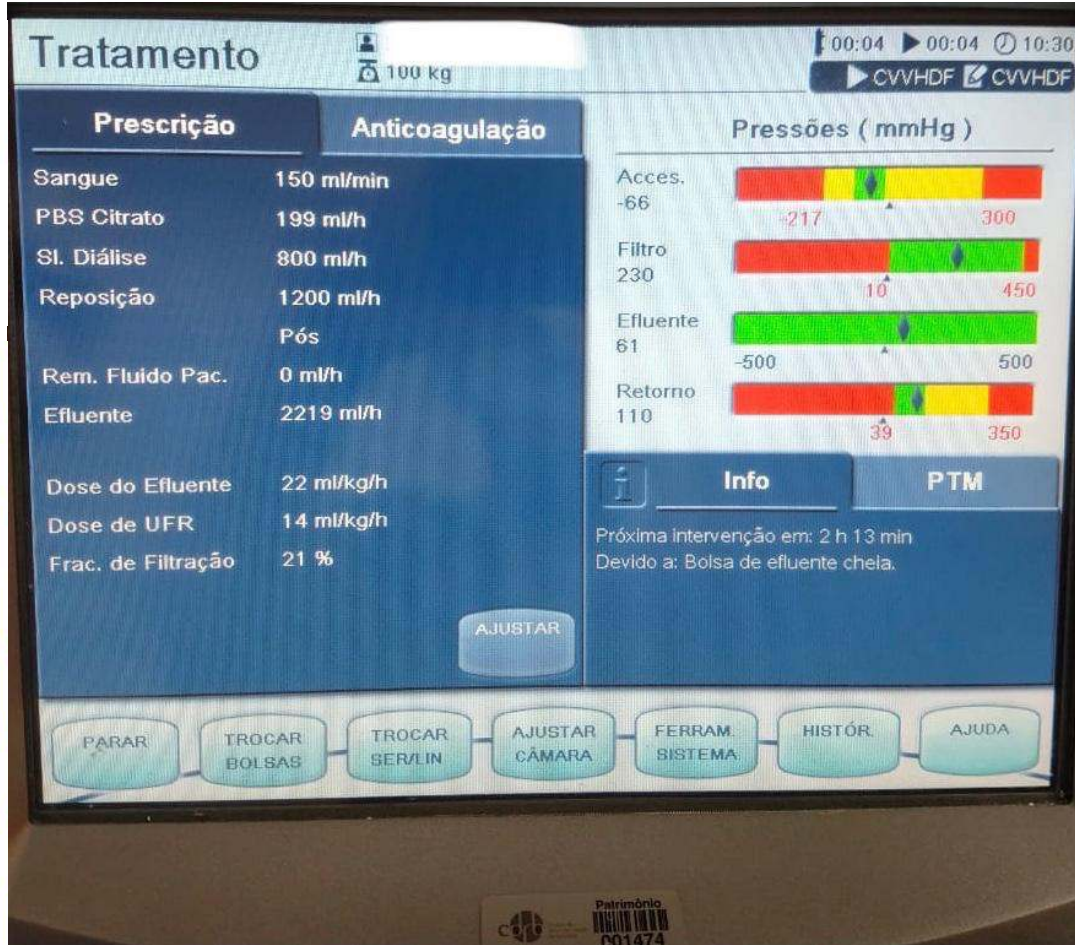 Tratamento
100 kg
00:04 00:04 10:30
CVVHDF CVVHDF
Prescrição
Anticoagulação
Sangue 150 ml/min
PBS Citrato 199 ml/h
Sl. Diálise 800 ml/h
Reposição 1200 ml/h
Pós
Rem. Fluido Pac. 0 ml/h
Efluente 2219 ml/h
Dose do Efluente 22 ml/kg/h
Dose de UFR 14 ml/kg/h
Frac. de Filtração 21 %
AJUSTAR
Pressões ( mmHg )
Acces.
-66
-217 300
Filtro
230
10 450
Efluente
61
-500 500
Retorno
110
39 350
i Info PTM
Próxima intervenção em: 2 h 13 min
Devido a: Bolsa de efluente cheia.
PARAR
TROCAR
BOLSAS
TROCAR
SER/LIN
AJUSTAR
CÂMARA
FERRAM.
SISTEMA
HISTÓR.
AJUDA
Patrimônio
001474